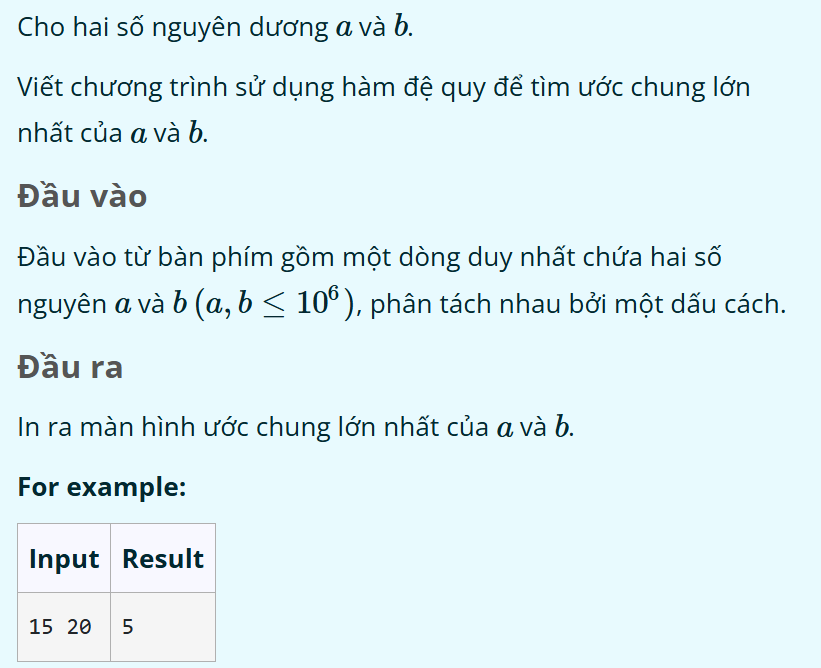 Cho hai số nguyên dương a và b.
Viết chương trình sử dụng hàm đệ quy để tìm ước chung lớn
nhất của a và b.
Đầu vào
Đầu vào từ bàn phím gồm một dòng duy nhất chứa hai số
nguyên a và b (a, b ≤ 10⁶), phân tách nhau bởi một dấu cách.
Đầu ra
In ra màn hình ước chung lớn nhất của a và b.
For example:
Input Result
15 20 5